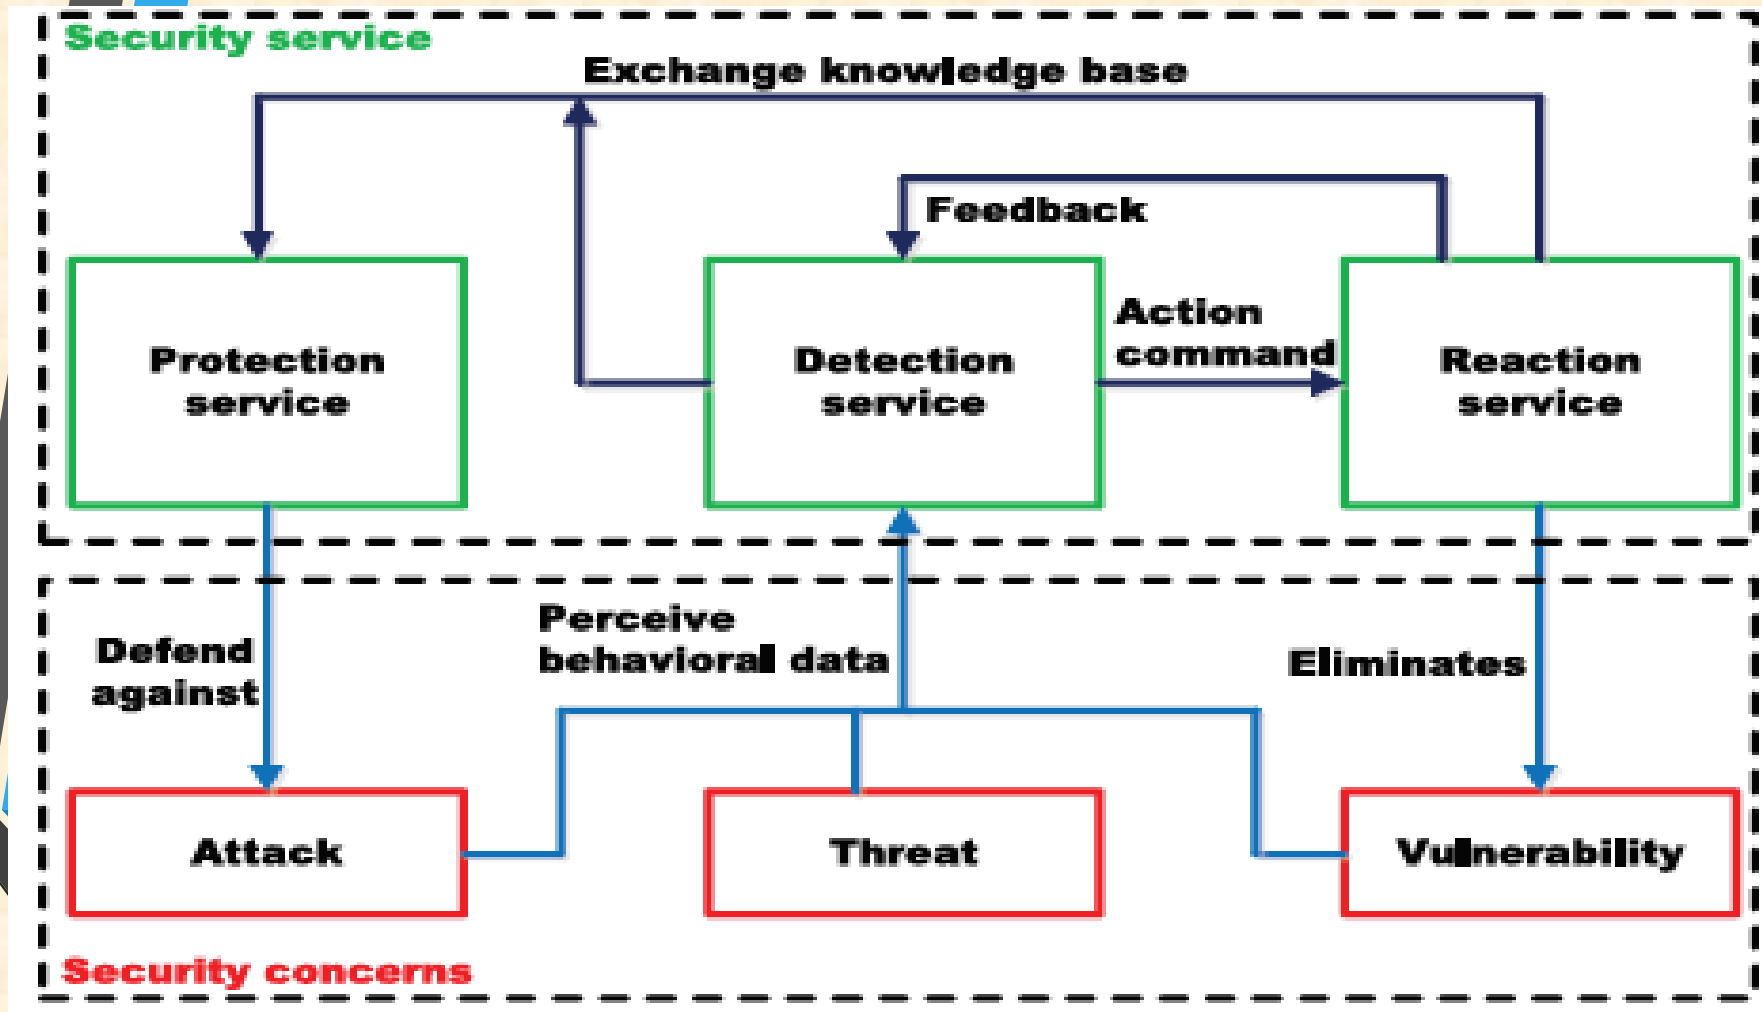 Security service
Exchange knowledge base
Feedback
Action
command
Protection
service
Detection
service
Reaction
service
Defend
against
Perceive
behavioral data
Eliminates
Attack
Threat
Vulnerability
Security concerns